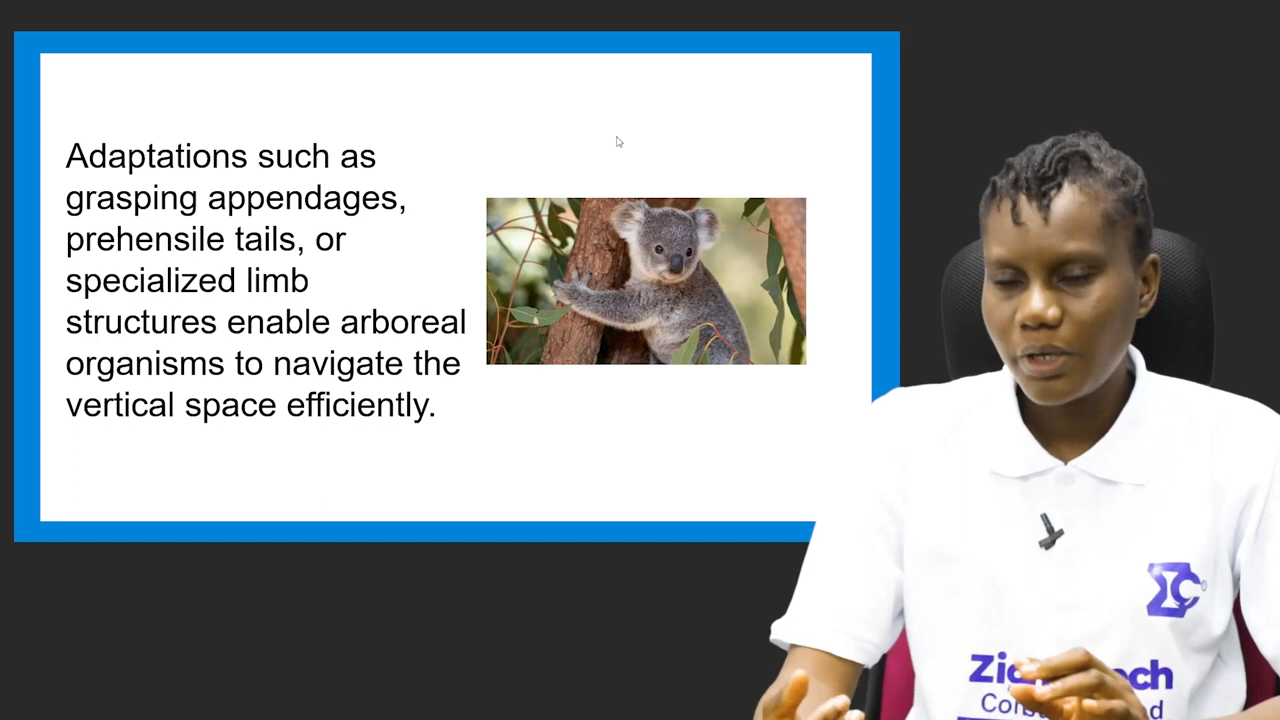 Adaptations such as
grasping appendages,
prehensile tails, or
specialized limb
structures enable arboreal
organisms to navigate the
vertical space efficiently.